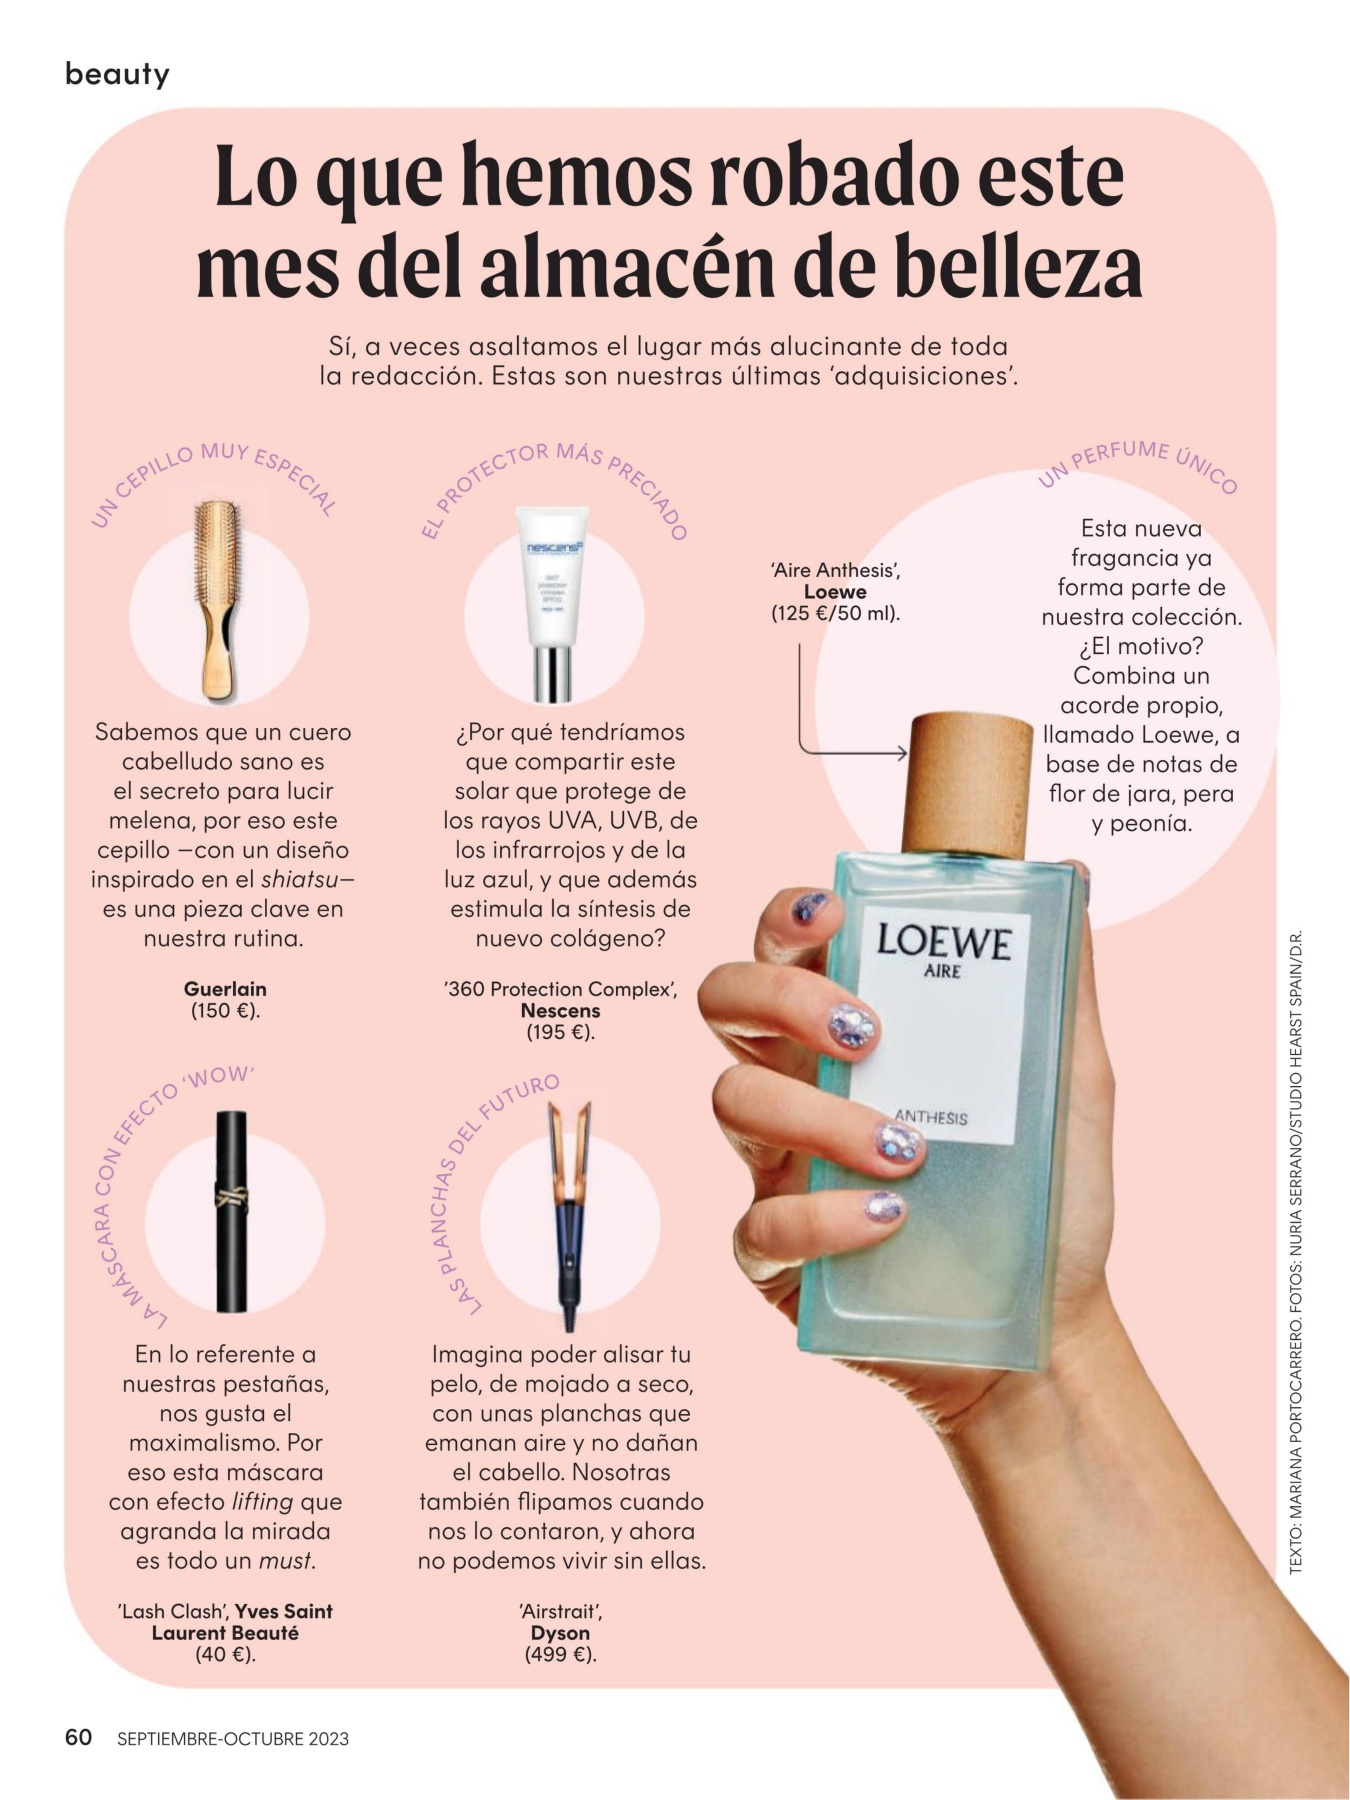 beauty
Lo que hemos robado este
mes del almacén de belleza
Sí, a veces asaltamos el lugar más alucinante de toda
la redacción. Estas son nuestras últimas ‘adquisiciones’.
UN CEPILLO MUY ESPECIAL
Sabemos que un cuero
cabelludo sano es
el secreto para lucir
melena, por eso este
cepillo —con un diseño
inspirado en el shiatsu—
es una pieza clave en
nuestra rutina.
Guerlain
(150 €).
EL PROTECTOR MÁS PRECIADO
nescens
¿Por qué tendríamos
que compartir este
solar que protege de
los rayos UVA, UVB, de
los infrarrojos y de la
luz azul, y que además
estimula la síntesis de
nuevo colágeno?
’360 Protection Complex’,
Nescens
(195 €).
UN PERFUME ÚNICO
Esta nueva
fragancia ya
forma parte de
nuestra colección.
¿El motivo?
Combina un
acorde propio,
llamado Loewe, a
base de notas de
flor de jara, pera
y peonía.
‘Aire Anthesis’,
Loewe
(125 €/50 ml).
LOEWE
AIRE
ANTHESIS
LA MÁSCARA CON EFECTO ‘WOW’
En lo referente a
nuestras pestañas,
nos gusta el
maximalismo. Por
eso esta máscara
con efecto lifting que
agranda la mirada
es todo un must.
’Lash Clash’, Yves Saint
Laurent Beauté
(40 €).
LAS PLANCHAS DEL FUTURO
Imagina poder alisar tu
pelo, de mojado a seco,
con unas planchas que
emanan aire y no dañan
el cabello. Nosotras
también flipamos cuando
nos lo contaron, y ahora
no podemos vivir sin ellas.
’Airstrait’,
Dyson
(499 €).
TEXTO: MARIANA PORTOCARRERO. FOTOS: NURIA SERRANO/STUDIO HEARST SPAIN/D.R.
60 SEPTIEMBRE-OCTUBRE 2023